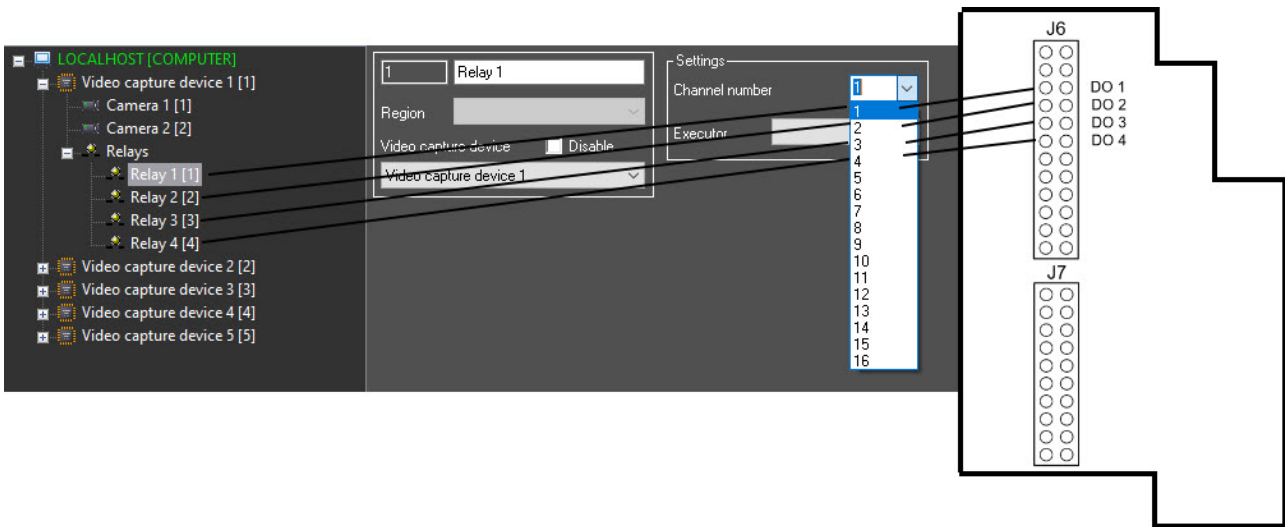 LOCALHOST [COMPUTER]
Video capture device 1 [1]
Camera 1 [1]
Camera 2 [2]
Relays
Relay 1 [1]
Relay 2 [2]
Relay 3 [3]
Relay 4 [4]
Video capture device 2 [2]
Video capture device 3 [3]
Video capture device 4 [4]
Video capture device 5 [5]
1 Relay 1
Region
Video capture device Disable
Video capture device 1
Settings
Channel number 1
Executor
1
2
3
4
5
6
7
8
9
10
11
12
13
14
15
16
J6
DO 1
DO 2
DO 3
DO 4
J7